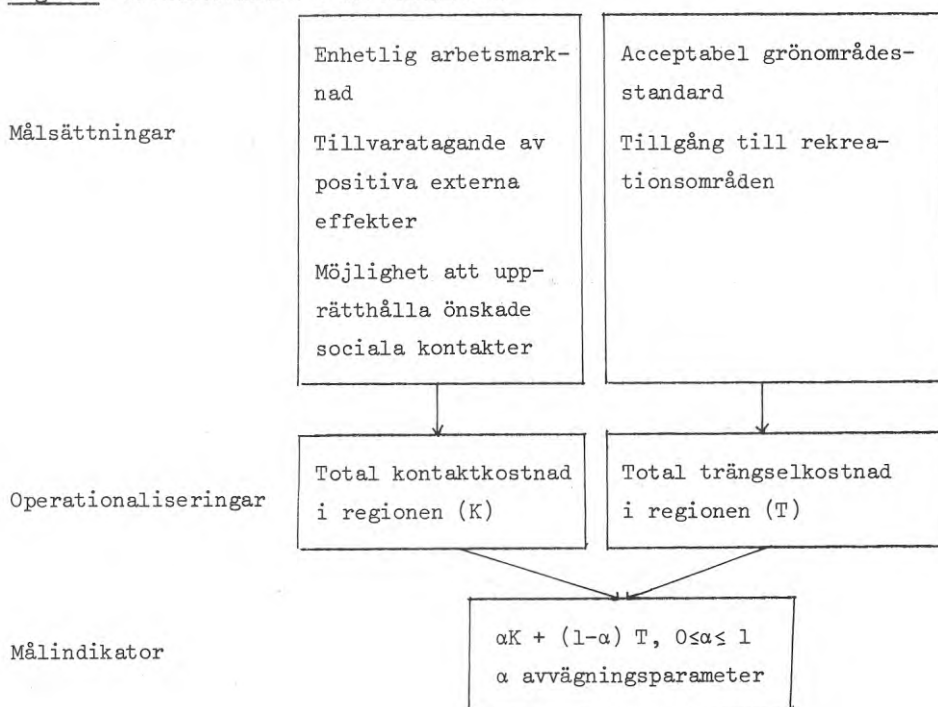 Målsättningar
Enhetlig arbetsmark-
nad
Tillvaratagande av
positiva externa
effekter
Möjlighet att upp-
rätthålla önskade
sociala kontakter
Acceptabel grönområdes-
standard
Tillgång till rekrea-
tionsområden
Operationaliseringar
Total kontaktkostnad
i regionen (K)
Total trängselkostnad
i regionen (T)
Målindikator
αK + (1-α) T, 0≤α≤ 1
α avvägningsparameter